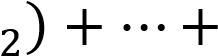 ₂) + ⋯ +